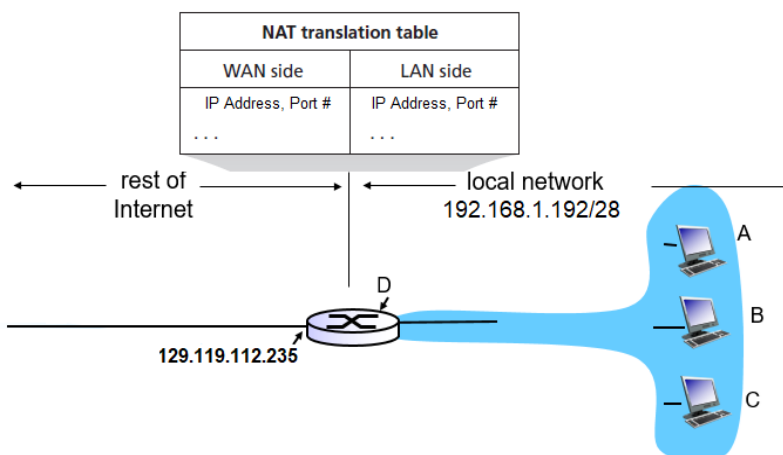 NAT translation table
WAN side
LAN side
IP Address, Port #
IP Address, Port #
. . .
. . .
rest of
Internet
local network
192.168.1.192/28
A
D
B
129.119.112.235
C